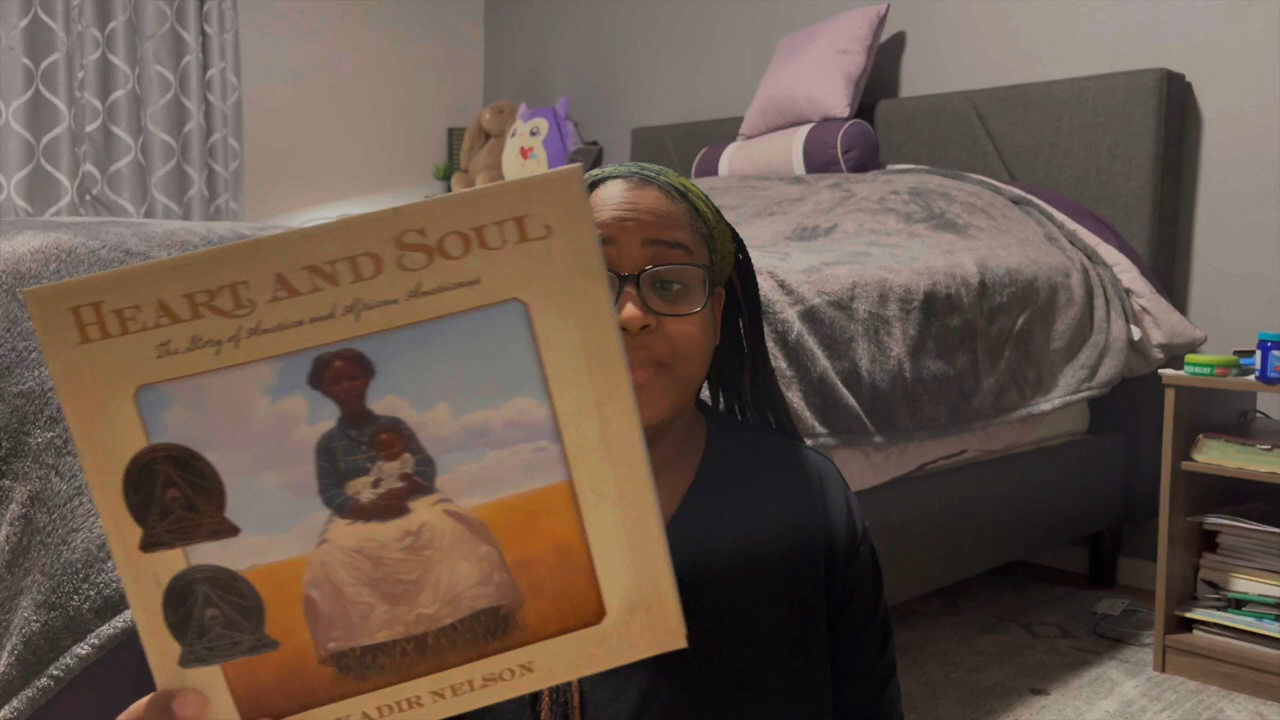 HEART AND SOUL
The Story of America and African Americans
KADIR NELSON